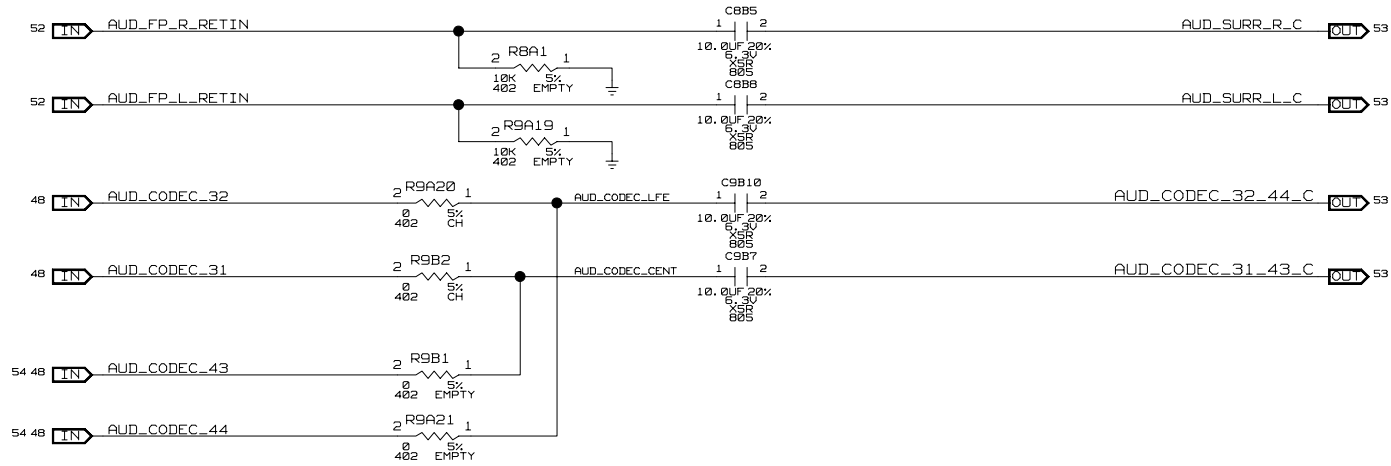 C8B5
52 IN AUD_FP_R_RETIN 1 2 AUD_SURR_R_C OUT 53
10.0UF 20%
6.3V
X5R
805
R8A1
2 1
10K 5%
402 EMPTY
C8B8
52 IN AUD_FP_L_RETIN 1 2 AUD_SURR_L_C OUT 53
10.0UF 20%
6.3V
X5R
805
R9A19
2 1
10K 5%
402 EMPTY
C9B10
48 IN AUD_CODEC_32 2 R9A20 1 AUD_CODEC_LFE 1 2 AUD_CODEC_32_44_C OUT 53
0 5%
402 CH
10.0UF 20%
6.3V
X5R
805
C9B7
48 IN AUD_CODEC_31 2 R9B2 1 AUD_CODEC_CENT 1 2 AUD_CODEC_31_43_C OUT 53
0 5%
402 CH
10.0UF 20%
6.3V
X5R
805
54 48 IN AUD_CODEC_43 2 R9B1 1
0 5%
402 EMPTY
54 48 IN AUD_CODEC_44 2 R9A21 1
0 5%
402 EMPTY